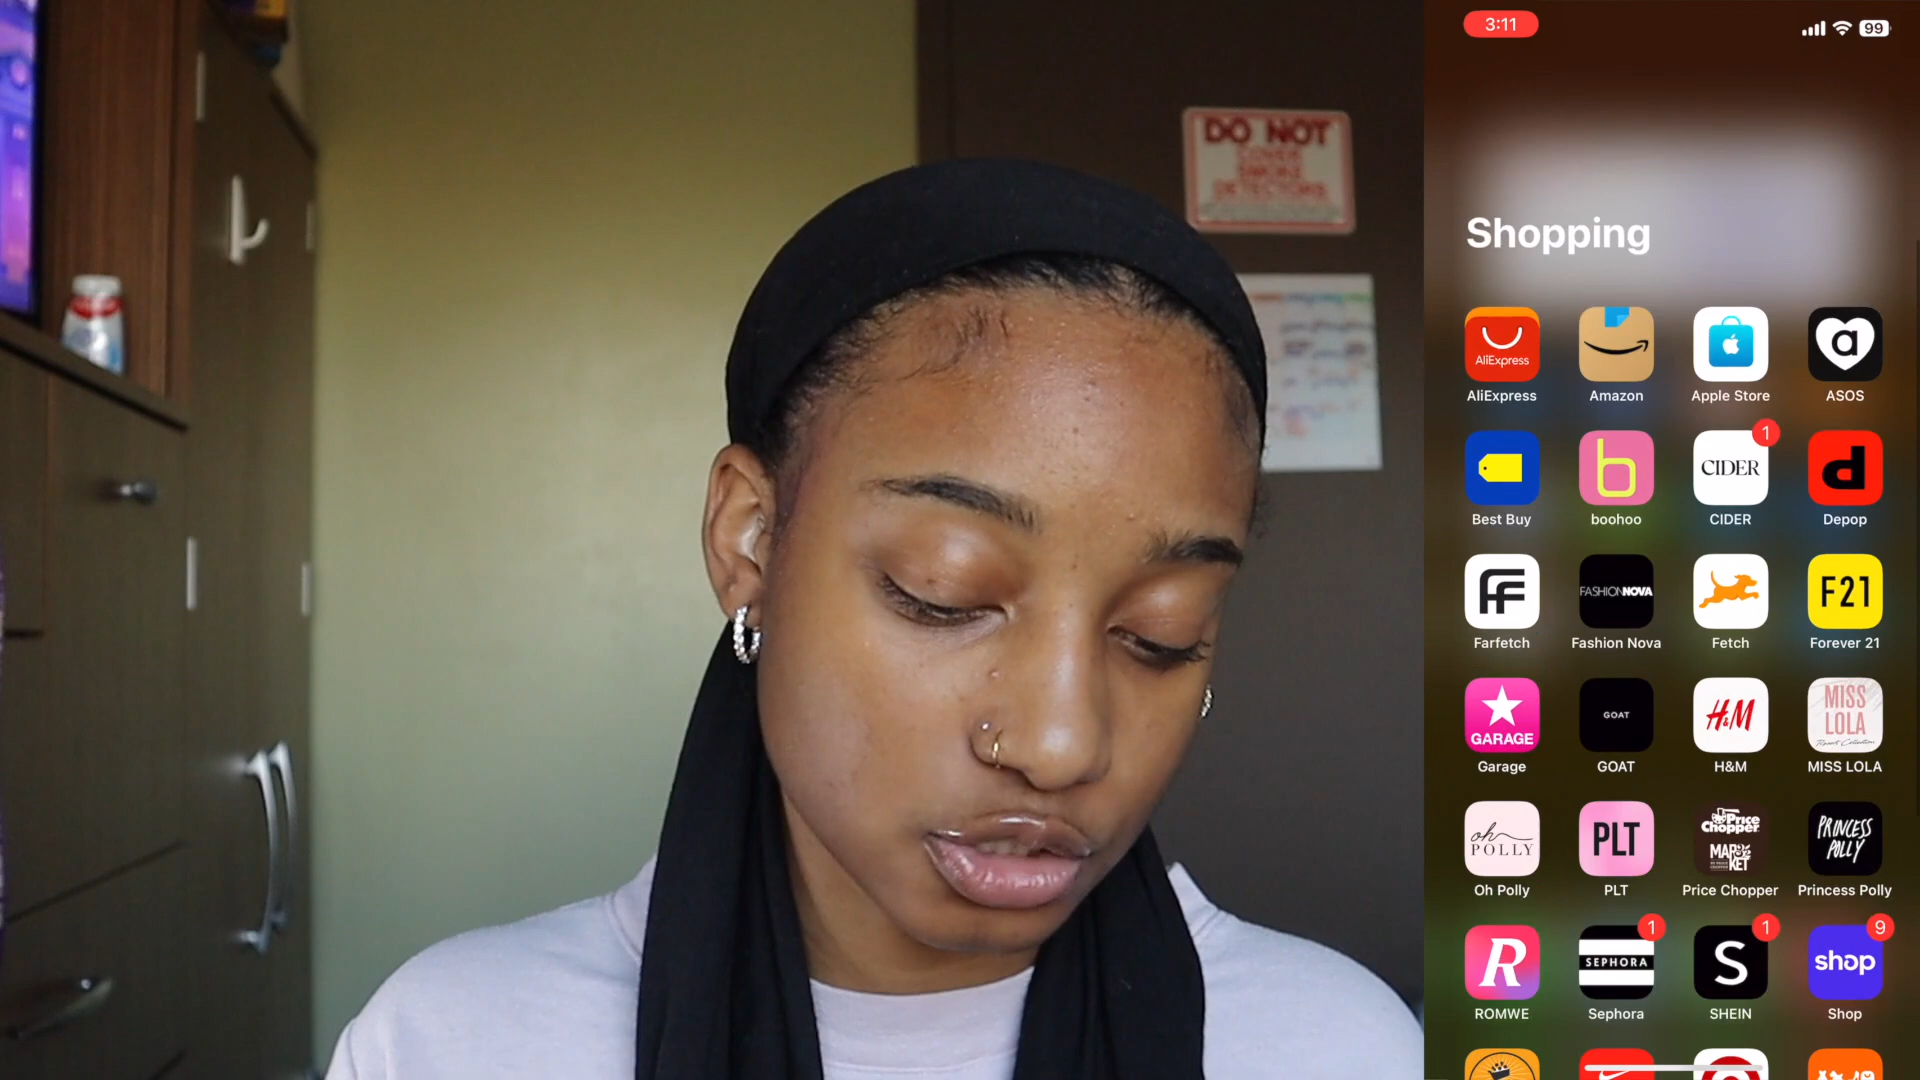 3:11
99
DO NOT
COVER
SMOKE
DETECTORS
Shopping
AliExpress
AliExpress
Amazon
Apple Store
a
ASOS
1
CIDER
d
Best Buy
b
boohoo
CIDER
Depop
FASHIONNOVA
F21
Farfetch
Fashion Nova
Fetch
Forever 21
GARAGE
GOAT
H&M
MISS
LOLA
Garage
GOAT
H&M
MISS LOLA
oh
POLLY
PLT
Price
Chopper
MARKET
PRINCESS
POLLY
Oh Polly
PLT
Price Chopper
Princess Polly
1
1
9
R
SEPHORA
S
shop
ROMWE
Sephora
SHEIN
Shop